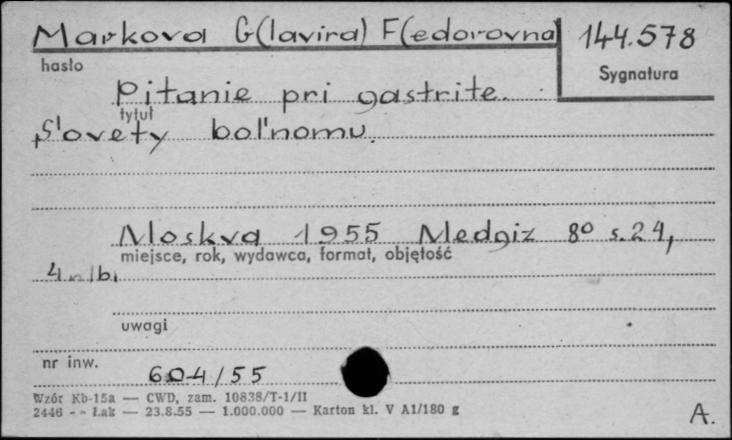 Markova G(lavira) F(edorovna) 144.578
hasło Sygnatura
Pitanie pri gastrite.
tytuł
Sovety bol'nomu.
Moskva 1955 Medgiz 8º s.24,
miejsce, rok, wydawca, format, objętość
4 nlb.
uwagi
nr inw. 604/55
Wzór Kb-15a — CWD, zam. 10838/T-1/II
2446 - - Łak — 23.8.55 — 1.000.000 — Karton kl. V A1/180 g
A.